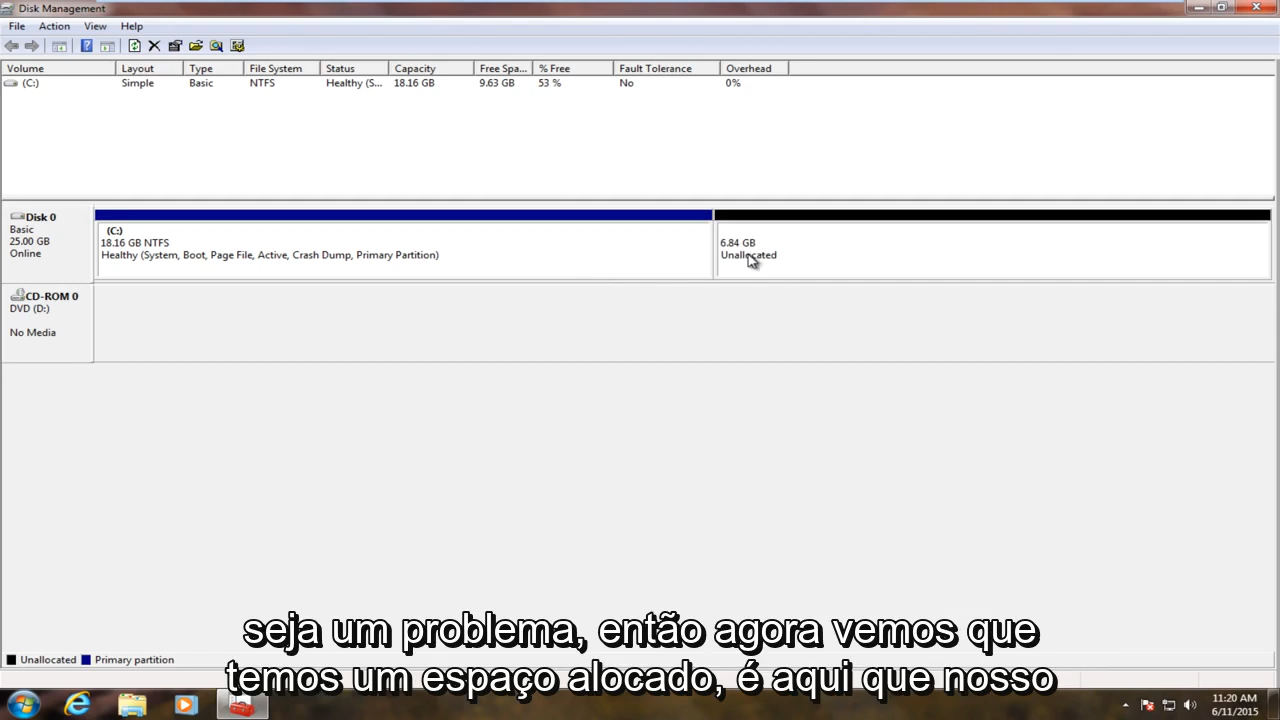 Disk Management
File Action View Help
Volume Layout Type File System Status Capacity Free Spa... % Free Fault Tolerance Overhead
(C:) Simple Basic NTFS Healthy (S... 18.16 GB 9.63 GB 53 % No 0%
Disk 0
Basic
25.00 GB
Online
(C:)
18.16 GB NTFS
Healthy (System, Boot, Page File, Active, Crash Dump, Primary Partition)
6.84 GB
Unallocated
CD-ROM 0
DVD (D:)
No Media
seja um problema, então agora vemos que
temos um espaço alocado, é aqui que nosso
Unallocated Primary partition
11:20 AM
6/11/2015